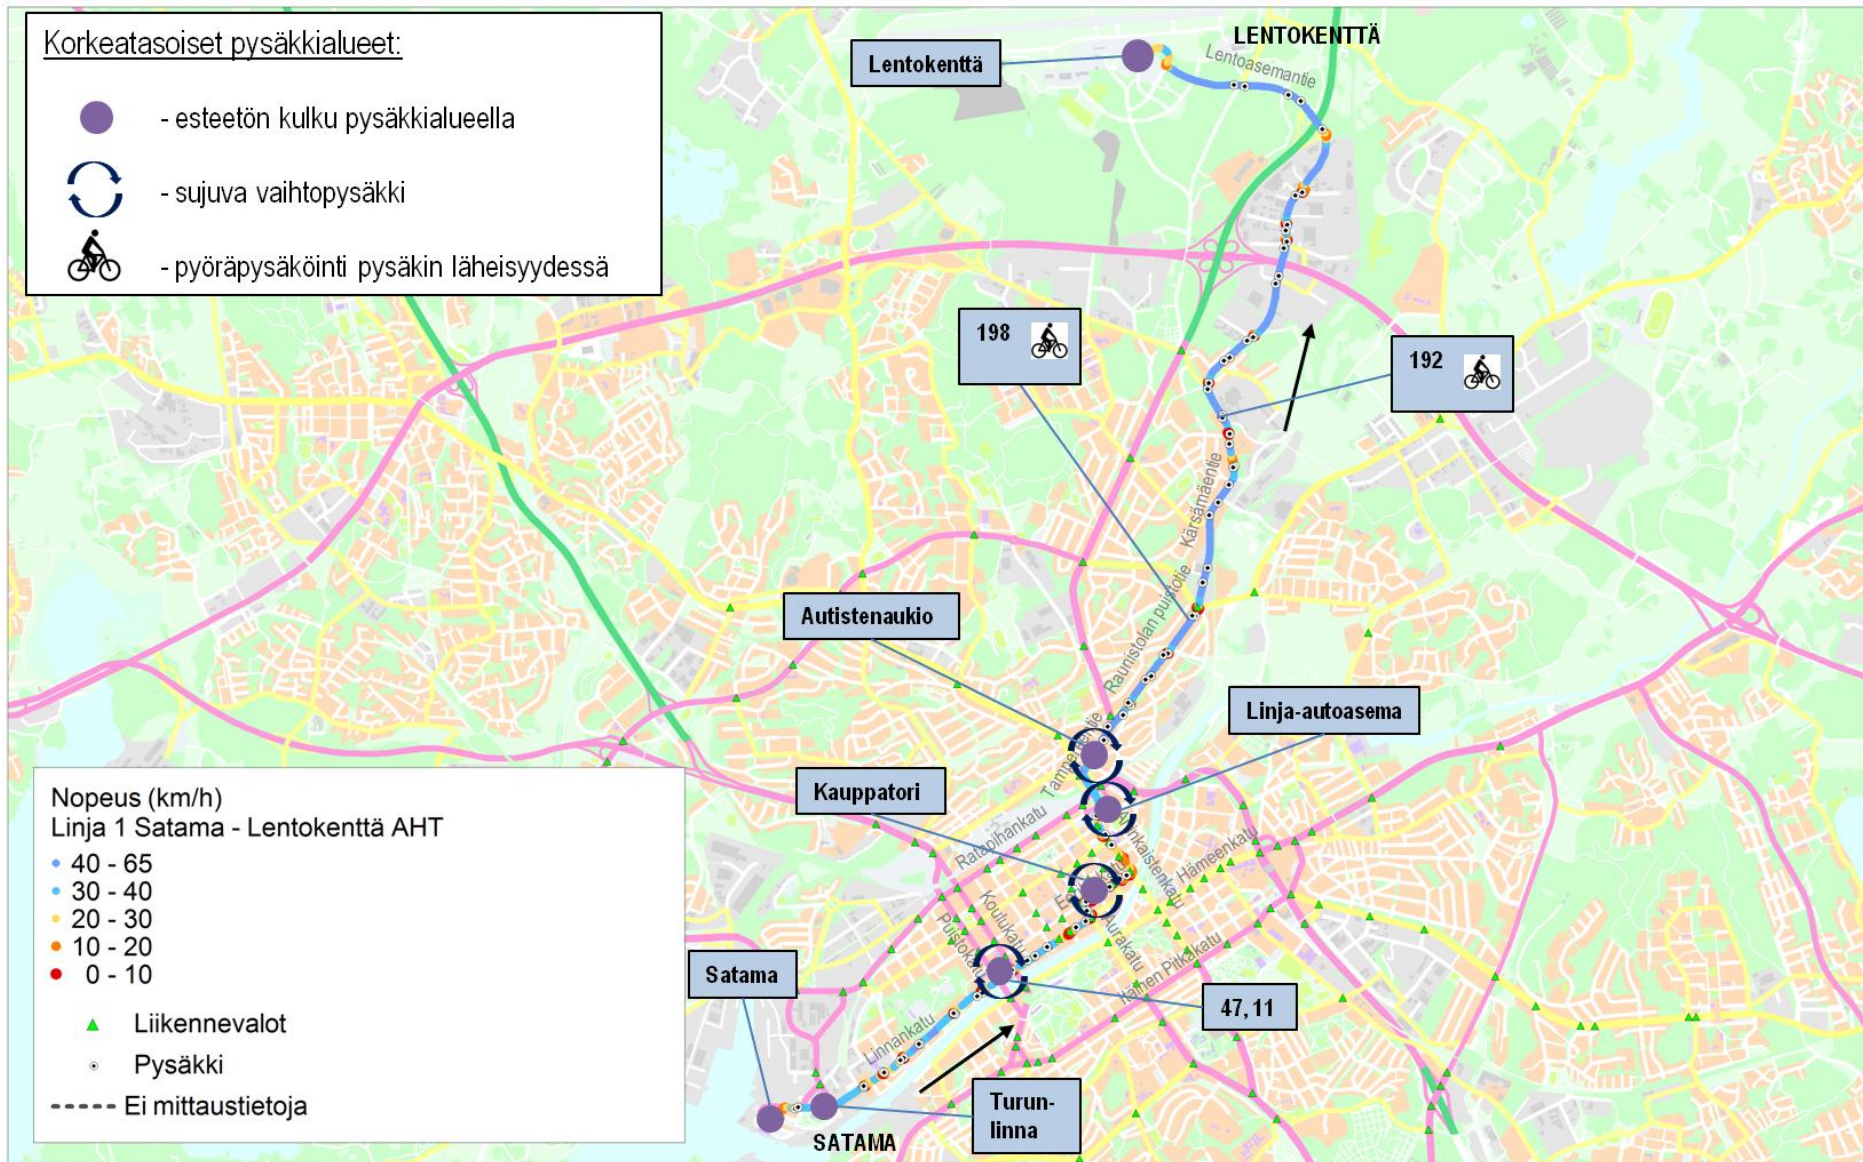 Korkeatasoiset pysäkkialueet:
- esteetön kulku pysäkkialueella
- sujuva vaihtopysäkki
- pyöräpysäköinti pysäkin läheisyydessä
LENTOKENTTÄ
Lentokenttä
Lentoasemantie
198
192
Kärsämäentie
Autistenaukio
Raunistolan puistotie
Linja-autoasema
Tampereentie
Kauppatori
Ratapihankatu
Aninkaistenkatu
Hämeenkatu
Koulukatu
Puistokatu
Aurakatu
Itäinen Pitkäkatu
Satama
47, 11
Linnankatu
Turun-
linna
SATAMA
Nopeus (km/h)
Linja 1 Satama - Lentokenttä AHT
40 - 65
30 - 40
20 - 30
10 - 20
0 - 10
Liikennevalot
Pysäkki
Ei mittaustietoja